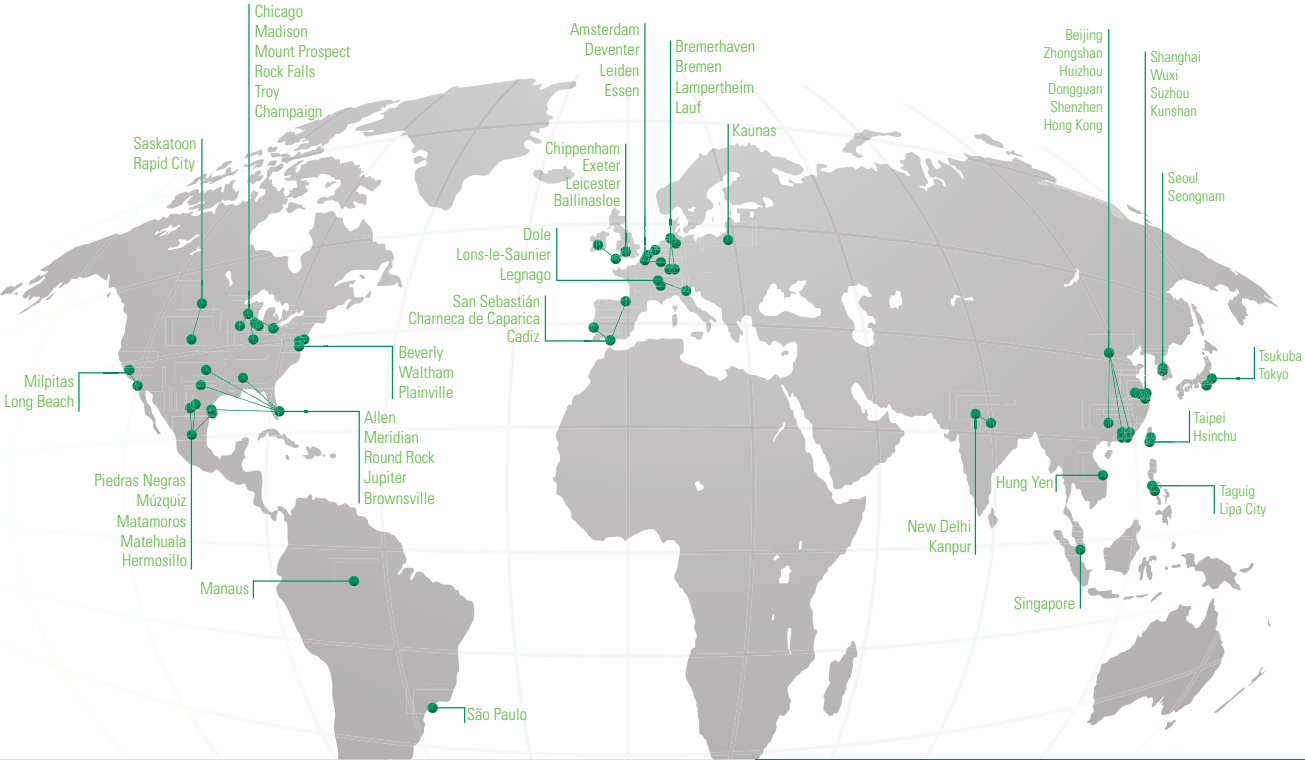 Chicago
Madison
Mount Prospect
Rock Falls
Troy
Champaign
Saskatoon
Rapid City
Amsterdam
Deventer
Leiden
Essen
Bremerhaven
Bremen
Lampertheim
Lauf
Kaunas
Chippenham
Exeter
Leicester
Ballinasloe
Dole
Lons-le-Saunier
Legnago
San Sebastián
Charneca de Caparica
Cadiz
Beijing
Zhongshan
Huizhou
Dongguan
Shenzhen
Hong Kong
Shanghai
Wuxi
Suzhou
Kunshan
Seoul
Seongnam
Tsukuba
Tokyo
Milpitas
Long Beach
Beverly
Waltham
Plainville
Allen
Meridian
Round Rock
Jupiter
Brownsville
Piedras Negras
Múzquiz
Matamoros
Matehuala
Hermosillo
Taipei
Hsinchu
Hung Yen
Taguig
Lipa City
New Delhi
Kanpur
Manaus
Singapore
São Paulo